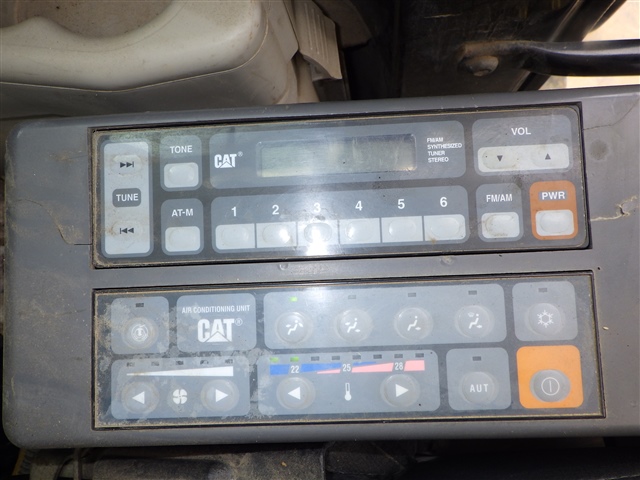 TONE
CAT®
FM/AM
SYNTHESIZED
TUNER
STEREO
VOL
TUNE
AT-M
1 2 3 4 5 6
FM/AM
PWR
AIR CONDITIONING UNIT
CAT®
22 25 28
AUT